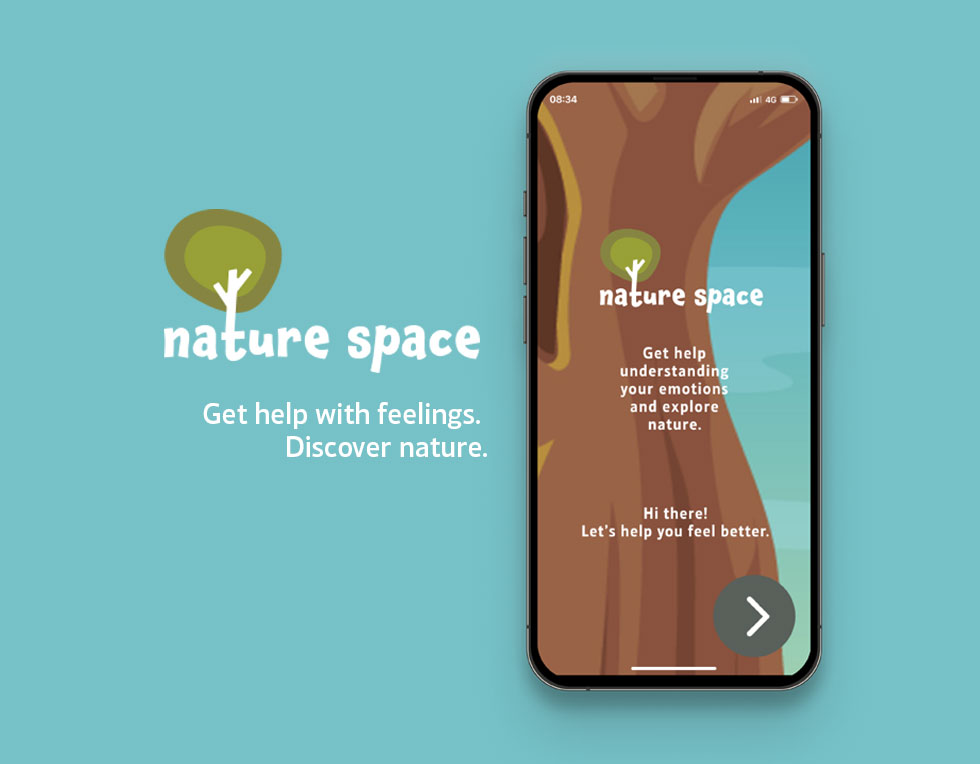 nature space
Get help with feelings.
Discover nature.
08:34
4G
nature space
Get help
understanding
your emotions
and explore
nature.
Hi there!
Let's help you feel better.